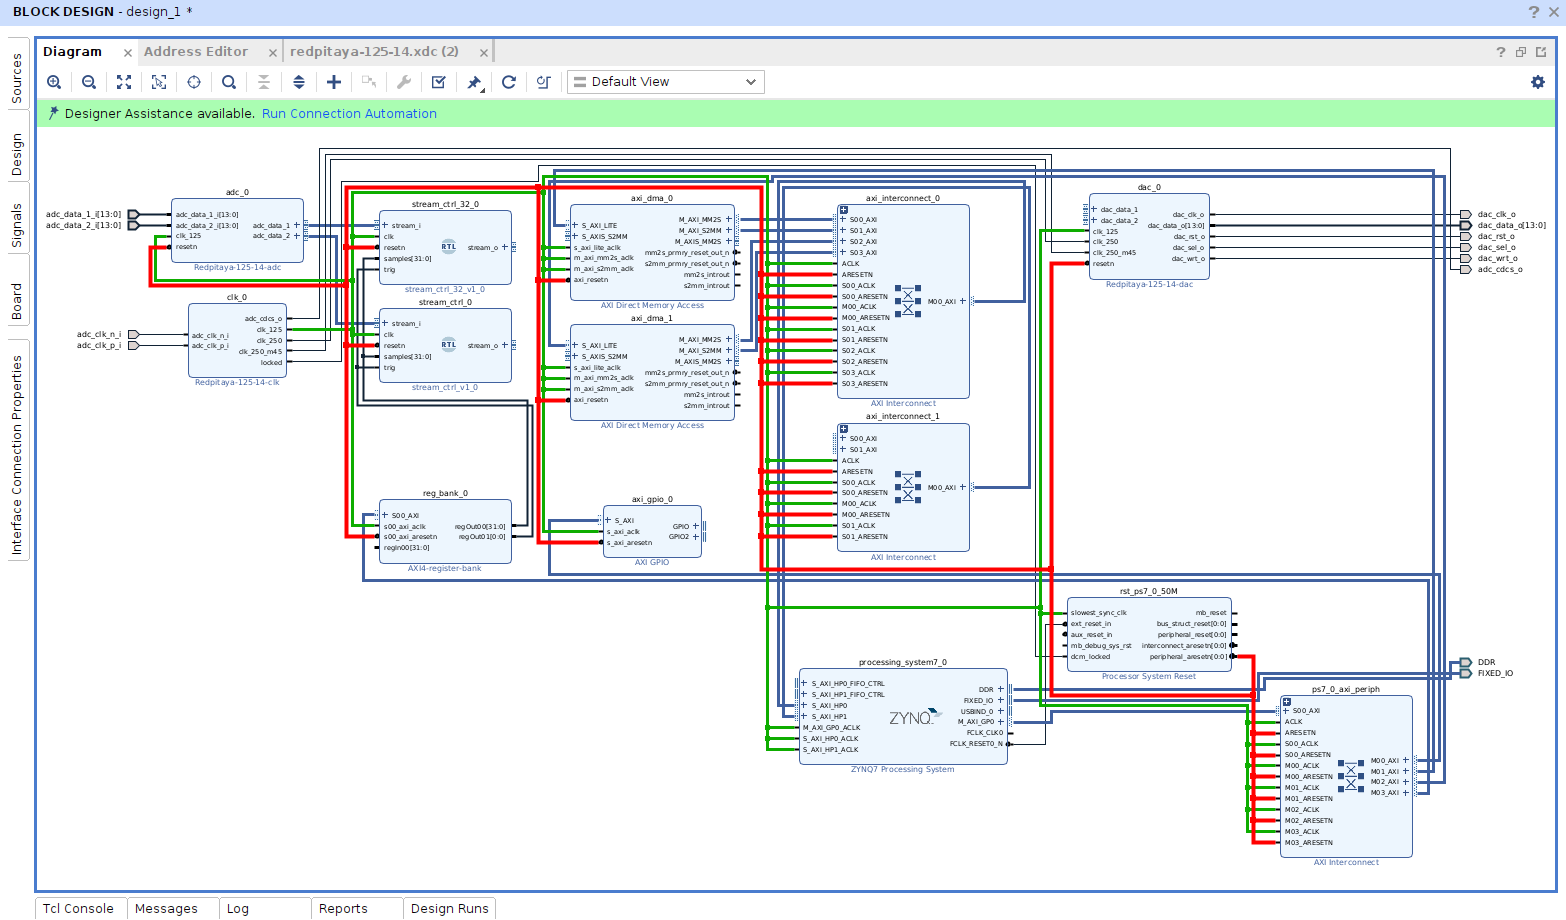 BLOCK DESIGN - design_1 *
Diagram
Address Editor
redpitaya-125-14.xdc (2)
Default View
Designer Assistance available. Run Connection Automation
Sources
Design
Signals
Board
Interface Connection Properties
adc_data_1_i[13:0]
adc_data_2_i[13:0]
adc_clk_n_i
adc_clk_p_i
adc_0
adc_data_1_i[13:0]
adc_data_2_i[13:0]
clk_125
resetn
adc_data_1
adc_data_2
Redpitaya-125-14-adc
clk_0
adc_clk_n_i
adc_clk_p_i
adc_cdcs_o
clk_125
clk_250
clk_250_m45
locked
Redpitaya-125-14-clk
stream_ctrl_32_0
stream_i
clk
resetn
samples[31:0]
trig
RTL
stream_o
stream_ctrl_32_v1_0
stream_ctrl_0
stream_i
clk
resetn
samples[31:0]
trig
RTL
stream_o
stream_ctrl_v1_0
reg_bank_0
S00_AXI
s00_axi_aclk
s00_axi_aresetn
regIn00[31:0]
regOut00[31:0]
regOut01[0:0]
AXI4-register-bank
axi_dma_0
S_AXI_LITE
S_AXIS_S2MM
s_axi_lite_aclk
m_axi_mm2s_aclk
m_axi_s2mm_aclk
axi_resetn
M_AXI_MM2S
M_AXI_S2MM
M_AXIS_MM2S
mm2s_prmry_reset_out_n
s2mm_prmry_reset_out_n
mm2s_introut
s2mm_introut
AXI Direct Memory Access
axi_dma_1
S_AXI_LITE
S_AXIS_S2MM
s_axi_lite_aclk
m_axi_mm2s_aclk
m_axi_s2mm_aclk
axi_resetn
M_AXI_MM2S
M_AXI_S2MM
M_AXIS_MM2S
mm2s_prmry_reset_out_n
s2mm_prmry_reset_out_n
mm2s_introut
s2mm_introut
AXI Direct Memory Access
axi_gpio_0
S_AXI
s_axi_aclk
s_axi_aresetn
GPIO
GPIO2
AXI GPIO
axi_interconnect_0
S00_AXI
S01_AXI
S02_AXI
S03_AXI
ACLK
ARESETN
S00_ACLK
S00_ARESETN
M00_ACLK
M00_ARESETN
S01_ACLK
S01_ARESETN
S02_ACLK
S02_ARESETN
S03_ACLK
S03_ARESETN
M00_AXI
AXI Interconnect
axi_interconnect_1
S00_AXI
S01_AXI
ACLK
ARESETN
S00_ACLK
S00_ARESETN
M00_ACLK
M00_ARESETN
S01_ACLK
S01_ARESETN
M00_AXI
AXI Interconnect
processing_system7_0
S_AXI_HP0_FIFO_CTRL
S_AXI_HP1_FIFO_CTRL
S_AXI_HP0
S_AXI_HP1
M_AXI_GP0_ACLK
S_AXI_HP0_ACLK
S_AXI_HP1_ACLK
ZYNQ
DDR
FIXED_IO
USBIND_0
M_AXI_GP0
FCLK_CLK0
FCLK_RESET0_N
ZYNQ7 Processing System
dac_0
dac_data_1
dac_data_2
clk_125
clk_250
clk_250_m45
resetn
dac_clk_o
dac_data_o[13:0]
dac_rst_o
dac_sel_o
dac_wrt_o
Redpitaya-125-14-dac
rst_ps7_0_50M
slowest_sync_clk
ext_reset_in
aux_reset_in
mb_debug_sys_rst
dcm_locked
mb_reset
bus_struct_reset[0:0]
peripheral_reset[0:0]
interconnect_aresetn[0:0]
peripheral_aresetn[0:0]
Processor System Reset
ps7_0_axi_periph
S00_AXI
ACLK
ARESETN
S00_ACLK
S00_ARESETN
M00_ACLK
M00_ARESETN
M01_ACLK
M01_ARESETN
M02_ACLK
M02_ARESETN
M03_ACLK
M03_ARESETN
M00_AXI
M01_AXI
M02_AXI
M03_AXI
AXI Interconnect
dac_clk_o
dac_data_o[13:0]
dac_rst_o
dac_sel_o
dac_wrt_o
adc_cdcs_o
DDR
FIXED_IO
Tcl Console
Messages
Log
Reports
Design Runs